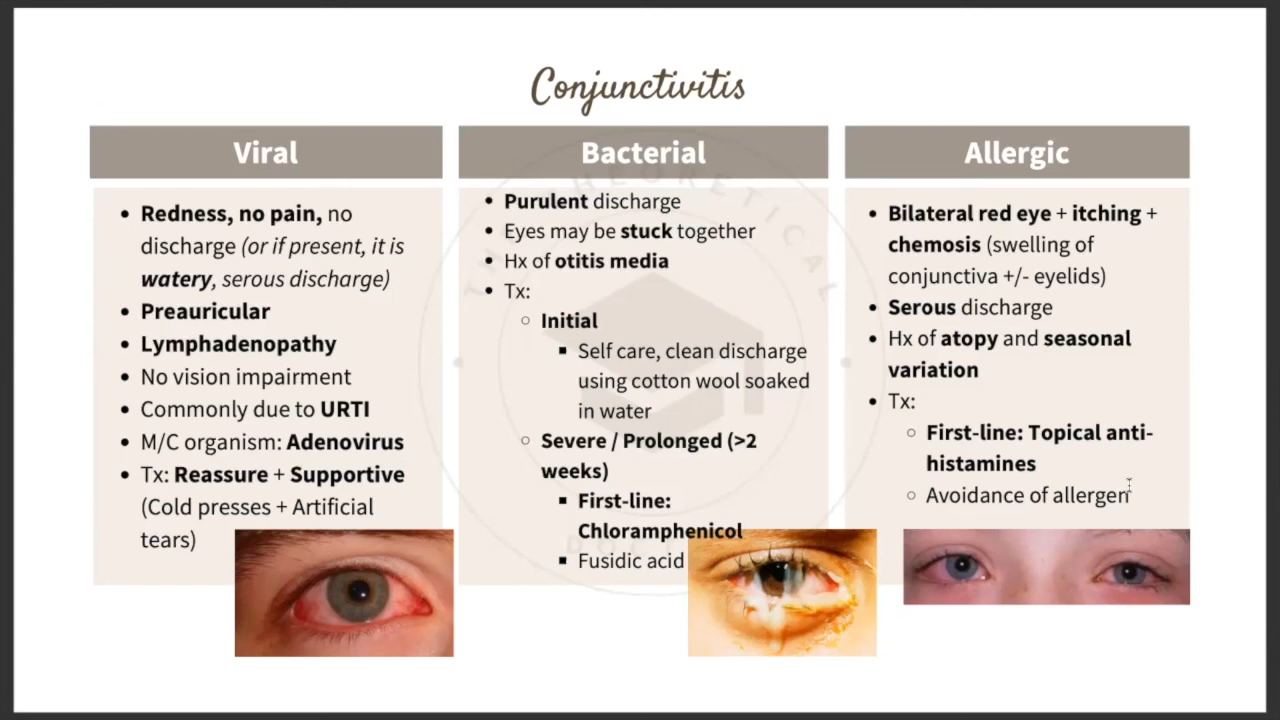 Conjunctivitis
Viral
Redness, no pain, no
discharge (or if present, it is
watery, serous discharge)
Preauricular
Lymphadenopathy
No vision impairment
Commonly due to URTI
M/C organism: Adenovirus
Tx: Reassure + Supportive
(Cold presses + Artificial
tears)
Bacterial
Purulent discharge
Eyes may be stuck together
Hx of otitis media
Tx:
Initial
Self care, clean discharge
using cotton wool soaked
in water
Severe / Prolonged (>2
weeks)
First-line:
Chloramphenicol
Fusidic acid
Allergic
Bilateral red eye + itching +
chemosis (swelling of
conjunctiva +/- eyelids)
Serous discharge
Hx of atopy and seasonal
variation
Tx:
First-line: Topical anti-
histamines
Avoidance of allergen